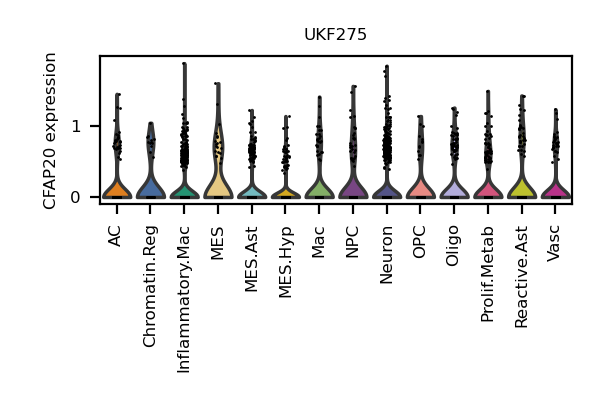 UKF275
CFAP20 expression
1
0
AC
Chromatin.Reg
Inflammatory.Mac
MES
MES.Ast
MES.Hyp
Mac
NPC
Neuron
OPC
Oligo
Prolif.Metab
Reactive.Ast
Vasc